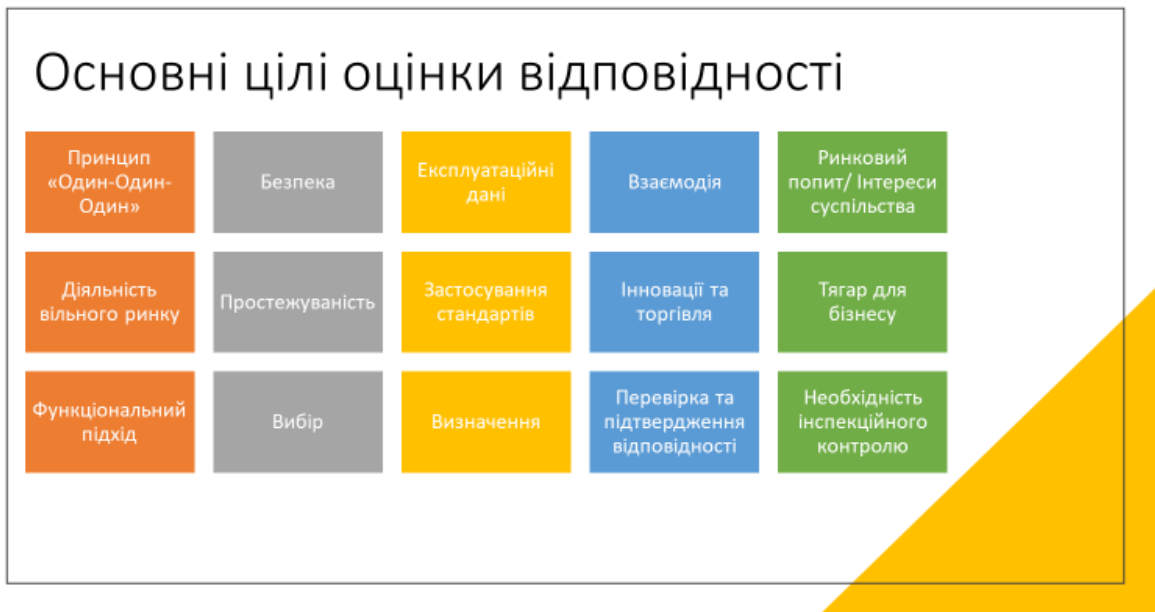 Основні цілі оцінки відповідності
Принцип
«Один-Один-
Один»
Безпека
Експлуатаційні
дані
Взаємодія
Ринковий
попит/ Інтереси
суспільства
Діяльність
вільного ринку
Простежуваність
Застосування
стандартів
Інновації та
торгівля
Тягар для
бізнесу
Функціональний
підхід
Вибір
Визначення
Перевірка та
підтвердження
відповідності
Необхідність
інспекційного
контролю